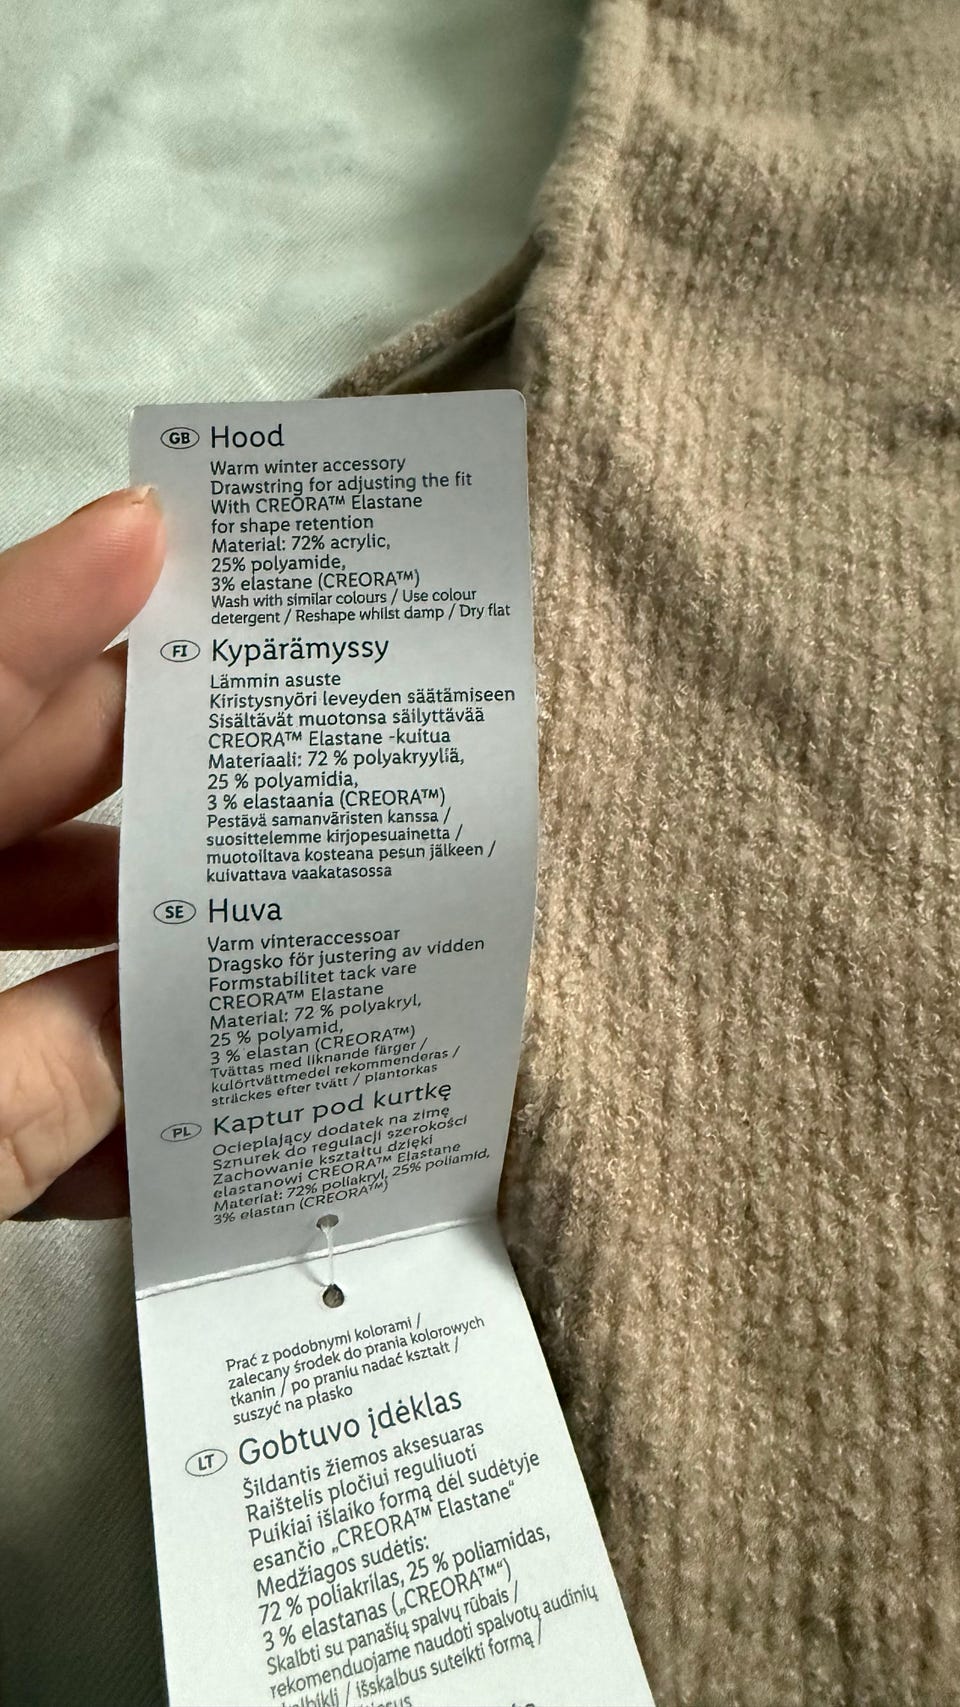 GB Hood
Warm winter accessory
Drawstring for adjusting the fit
With CREORA™ Elastane
for shape retention
Material: 72% acrylic,
25% polyamide,
3% elastane (CREORA™)
Wash with similar colours / Use colour
detergent / Reshape whilst damp / Dry flat
FI Kypärämyssy
Lämmin asuste
Kiristysnyöri leveyden säätämiseen
Sisältävät muotonsa säilyttävää
CREORA™ Elastane -kuitua
Materiaali: 72 % polyakryyliä,
25 % polyamidia,
3 % elastaania (CREORA™)
Pestävä samanväristen kanssa /
suosittelemme kirjopesuainetta /
muotoiltava kosteana pesun jälkeen /
kuivattava vaakatasossa
SE Huva
Varm vinteraccessoar
Dragsko för justering av vidden
Formstabilitet tack vare
CREORA™ Elastane
Material: 72 % polyakryl,
25 % polyamid,
3 % elastan (CREORA™)
Tvättas med liknande färger /
kulörtvättmedel rekommenderas /
sträckes efter tvätt / plantorkas
PL Kaptur pod kurtkę
Ocieplający dodatek na zimę
Sznurek do regulacji szerokości
Zachowanie kształtu dzięki
elastanowi CREORA™ Elastane
Materiał: 72% poliakryl, 25% poliamid,
3% elastan (CREORA™)
Prać z podobnymi kolorami /
zalecany środek do prania kolorowych
tkanin / po praniu nadać kształt /
suszyć na płasko
LT Gobtuvo įdėklas
Šildantis žiemos aksesuaras
Raištelis pločiui reguliuoti
Puikiai išlaiko formą dėl sudėtyje
esančio „CREORA™ Elastane“
Medžiagos sudėtis:
72 % poliakrilas, 25 % poliamidas,
3 % elastanas („CREORA™“)
Skalbti su panašių spalvų rūbais /
rekomenduojame naudoti spalvotų audinių
/ išskalbus suteikti formą /